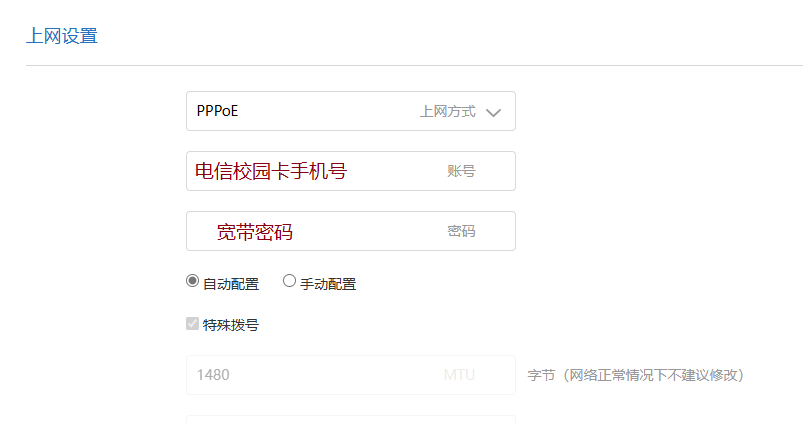 上网设置
PPPoE 上网方式
电信校园卡手机号 账号
宽带密码 密码
自动配置 手动配置
特殊拨号
1480 MTU 字节（网络正常情况下不建议修改）